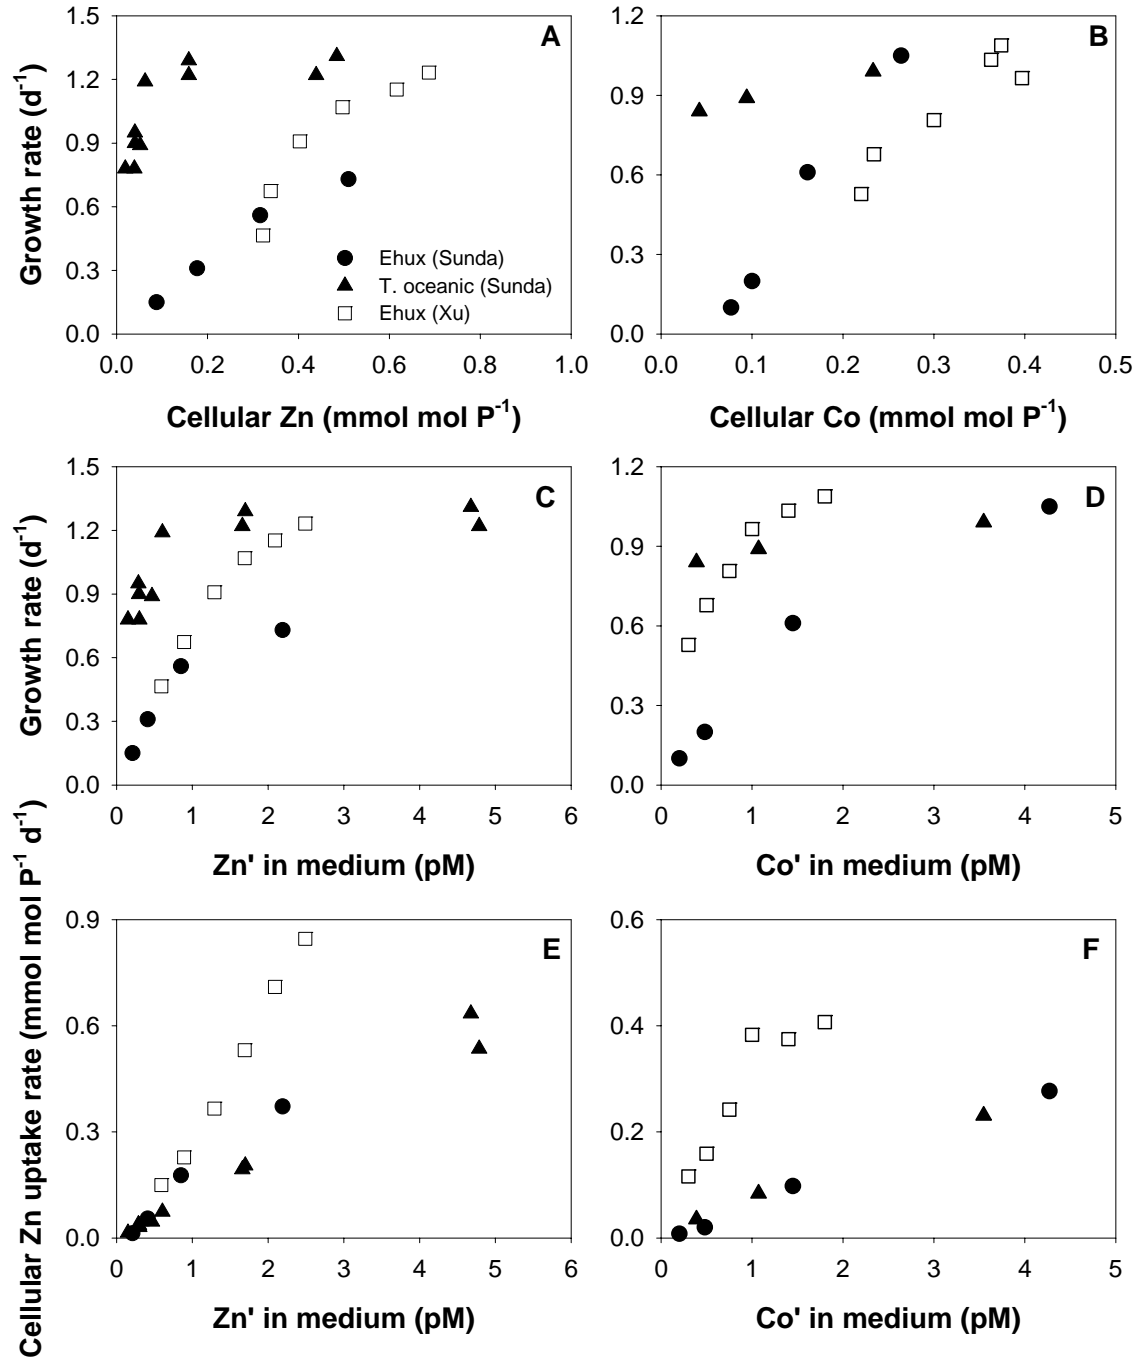 1.5
1.2
0.9
0.6
0.3
0.0
Growth rate (d-1)
A
Ehux (Sunda)
T. oceanic (Sunda)
Ehux (Xu)
0.0 0.2 0.4 0.6 0.8 1.0
Cellular Zn (mmol mol P-1)
1.2
0.9
0.6
0.3
0.0
B
0.0 0.1 0.2 0.3 0.4 0.5
Cellular Co (mmol mol P-1)
1.5
1.2
0.9
0.6
0.3
0.0
Growth rate (d-1)
C
0 1 2 3 4 5 6
Zn' in medium (pM)
1.2
0.9
0.6
0.3
0.0
D
0 1 2 3 4 5
Co' in medium (pM)
0.9
0.6
0.3
0.0
Cellular Zn uptake rate (mmol mol P-1 d-1)
E
0 1 2 3 4 5 6
Zn' in medium (pM)
0.6
0.4
0.2
0.0
F
0 1 2 3 4 5
Co' in medium (pM)